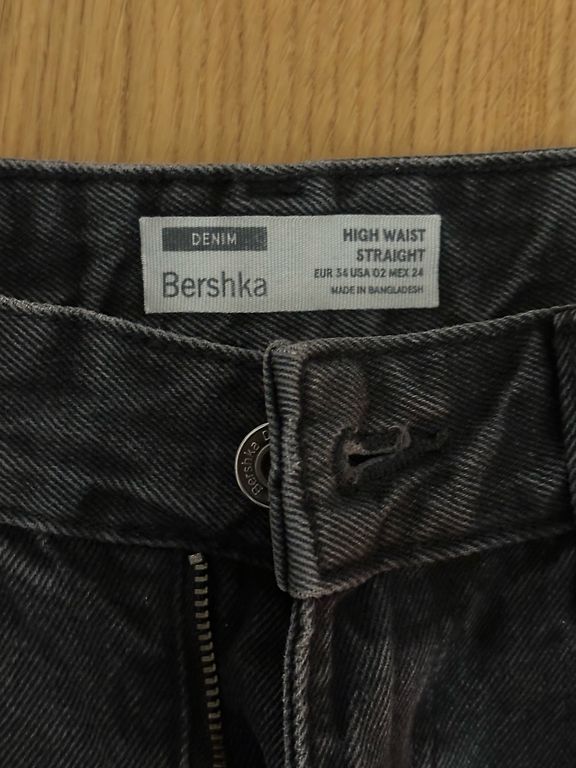 DENIM
Bershka
HIGH WAIST
STRAIGHT
EUR 34 USA 02 MEX 24
MADE IN BANGLADESH
Bershka